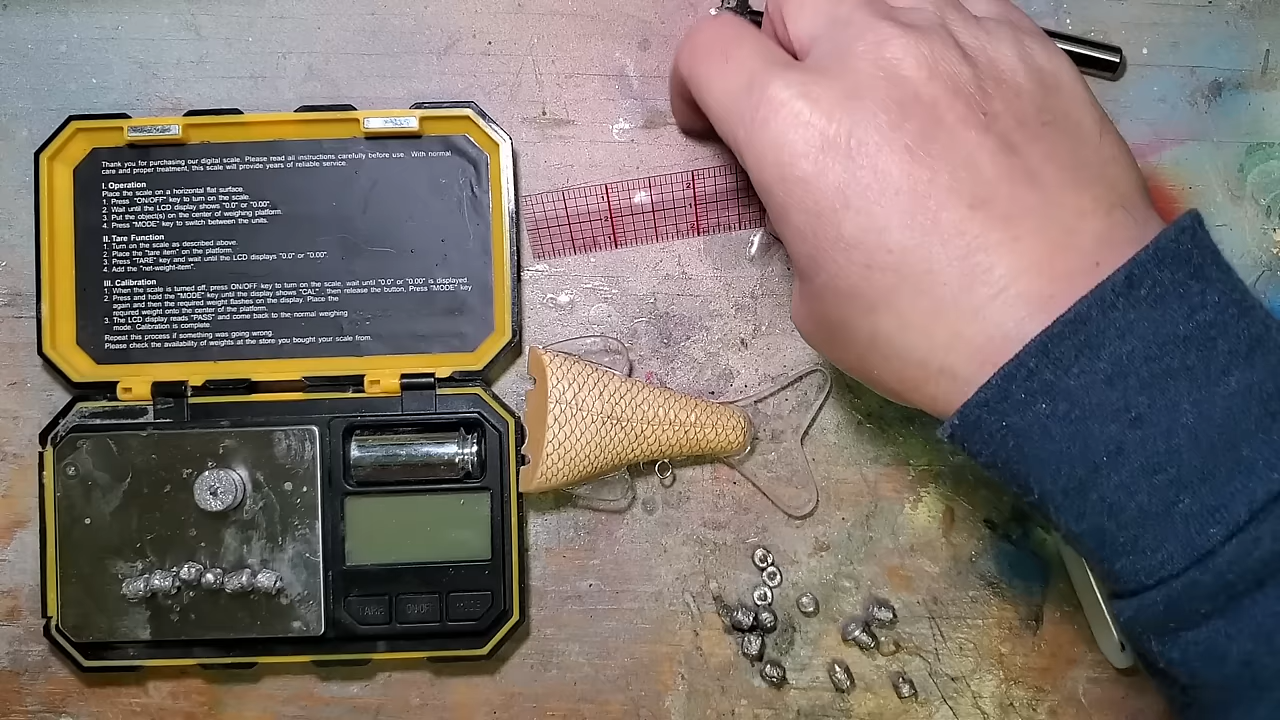 Thank you for purchasing our digital scale. Please read all instructions carefully before use. With normal
care and proper treatment, this scale will provide years of reliable service.
I. Operation
Place the scale on a horizontal flat surface.
1. Press "ON/OFF" key to turn on the scale.
2. Wait until the LCD display shows "0.0" or "0.00".
3. Put the object(s) on the center of weighing platform.
4. Press "MODE" key to switch between the units.
II. Tare Function
1. Turn on the scale as described above.
2. Place the "tare item" on the platform.
3. Press "TARE" key and wait until the LCD displays "0.0" or "0.00".
4. Add the "net-weight-item".
III. Calibration
1. When the scale is turned off, press ON/OFF key to turn on the scale, wait until "0.0" or "0.00" is displayed.
2. Press and hold the "MODE" key until the display shows "CAL", then release the button, Press "MODE" key
again and then the required weight flashes on the display. Place the
required weight onto the center of the platform.
3. The LCD display reads "PASS" and come back to the normal weighing
mode. Calibration is complete.
Repeat this process if something was going wrong.
Please check the availability of weights at the store you bought your scale from.
2
2 1
TARE ON/OFF MODE